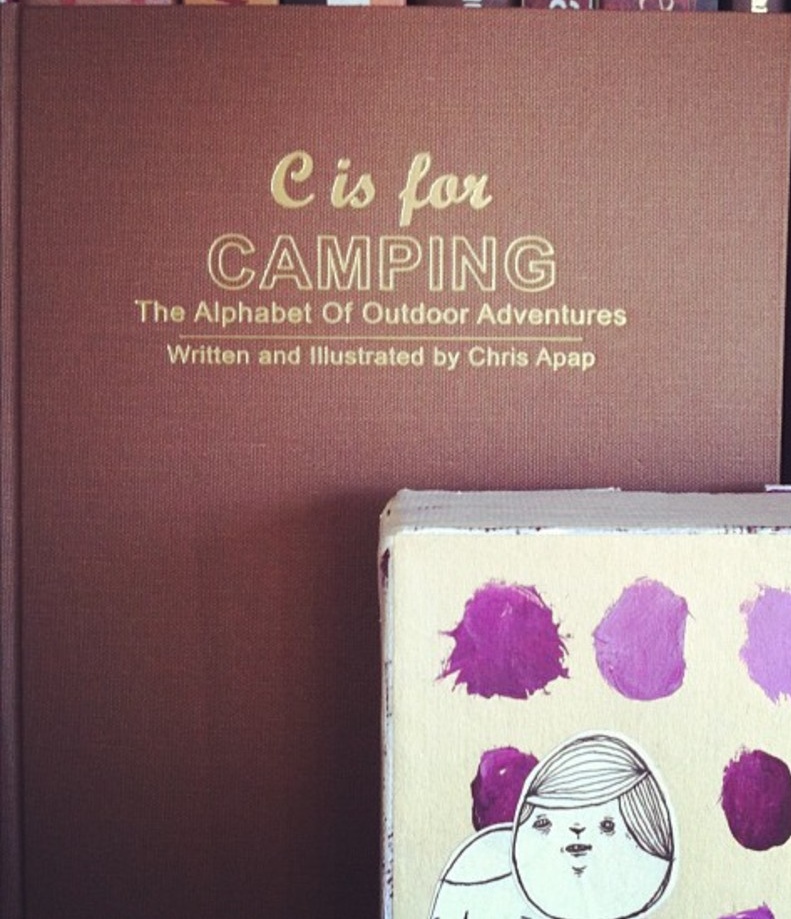 C is for
CAMPING
The Alphabet Of Outdoor Adventures
Written and Illustrated by Chris Apap